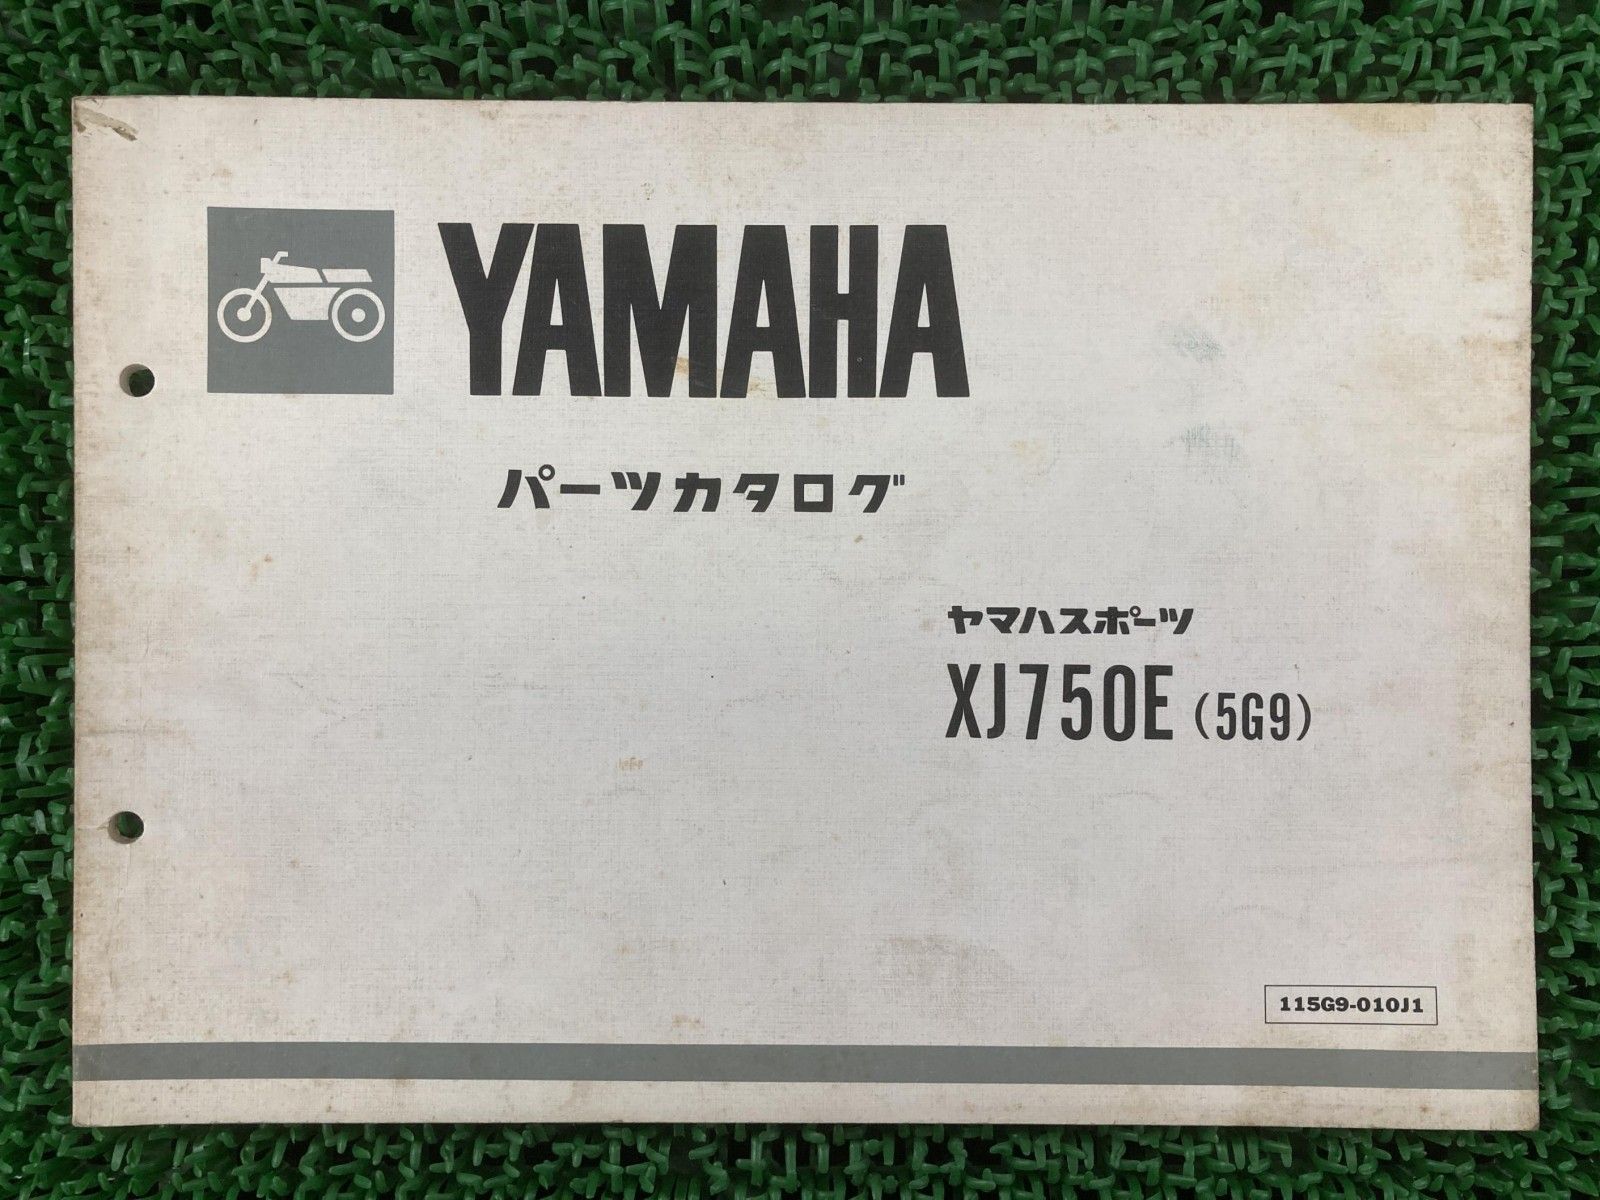 YAMAHA
パーツカタログ
ヤマハスポーツ
XJ750E (5G9)
115G9-010J1